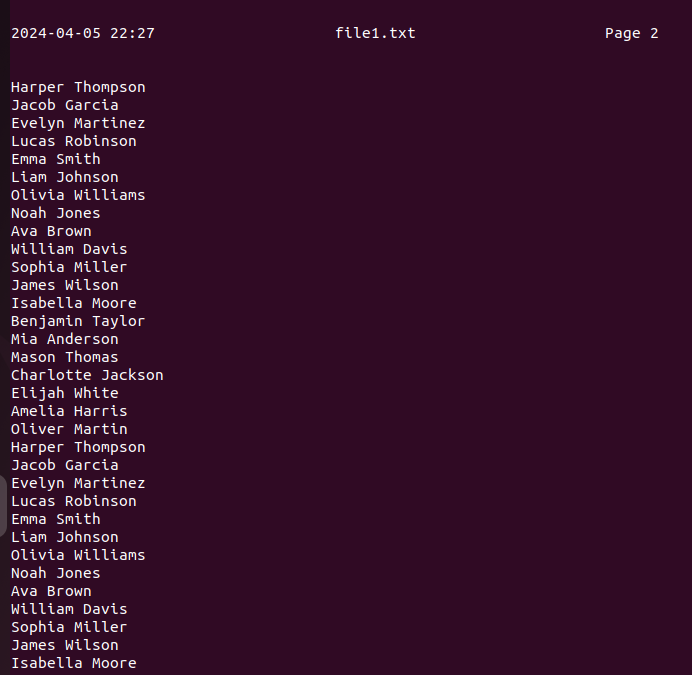 2024-04-05 22:27 file1.txt Page 2
Harper Thompson
Jacob Garcia
Evelyn Martinez
Lucas Robinson
Emma Smith
Liam Johnson
Olivia Williams
Noah Jones
Ava Brown
William Davis
Sophia Miller
James Wilson
Isabella Moore
Benjamin Taylor
Mia Anderson
Mason Thomas
Charlotte Jackson
Elijah White
Amelia Harris
Oliver Martin
Harper Thompson
Jacob Garcia
Evelyn Martinez
Lucas Robinson
Emma Smith
Liam Johnson
Olivia Williams
Noah Jones
Ava Brown
William Davis
Sophia Miller
James Wilson
Isabella Moore